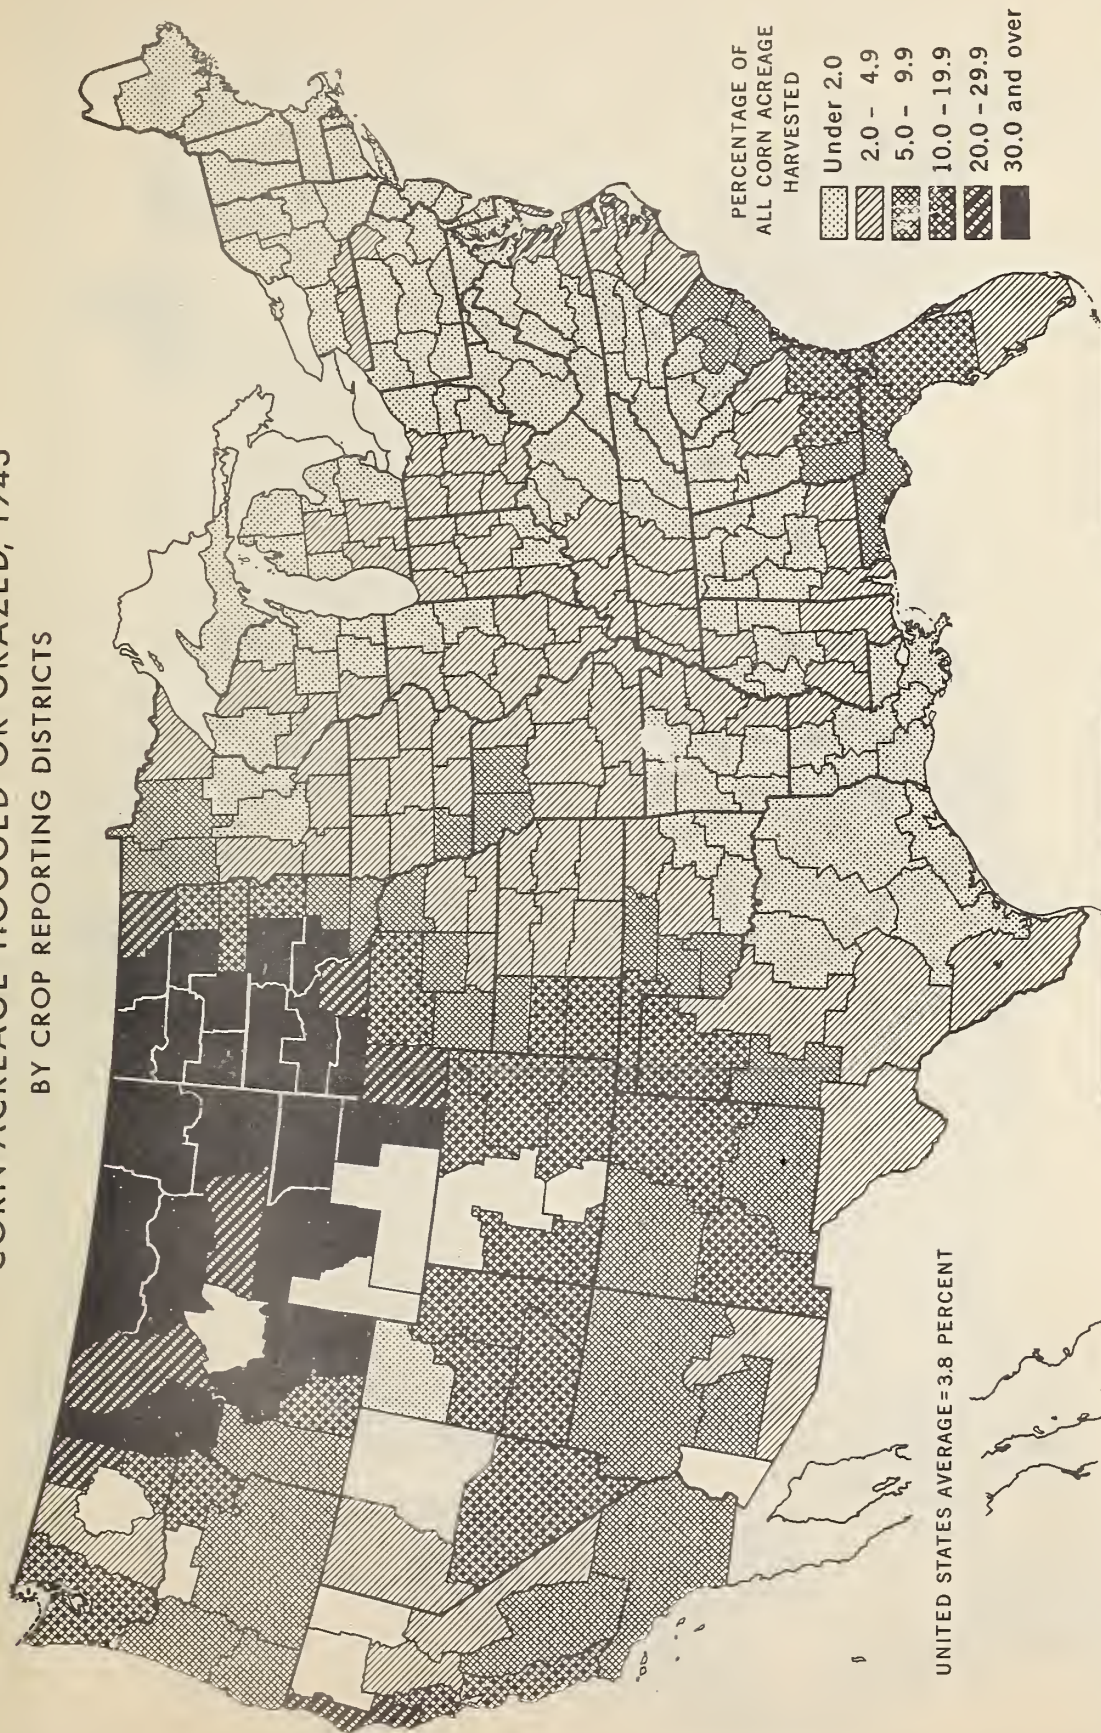 CORN ACREAGE HOGGED OR GRAZED, 1945
BY CROP REPORTING DISTRICTS
PERCENTAGE OF
ALL CORN ACREAGE
HARVESTED
Under 2.0
2.0 - 4.9
5.0 - 9.9
10.0 - 19.9
20.0 - 29.9
30.0 and over
UNITED STATES AVERAGE = 3.8 PERCENT